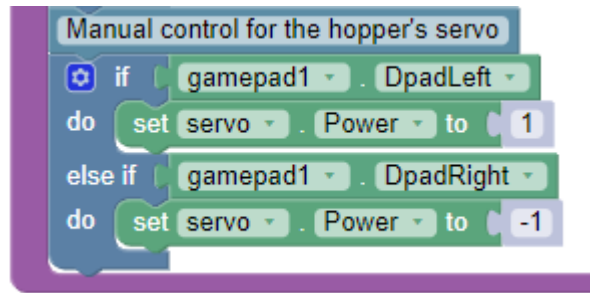 Manual control for the hopper's servo
if gamepad1 . DpadLeft
do set servo . Power to 1
else if gamepad1 . DpadRight
do set servo . Power to -1